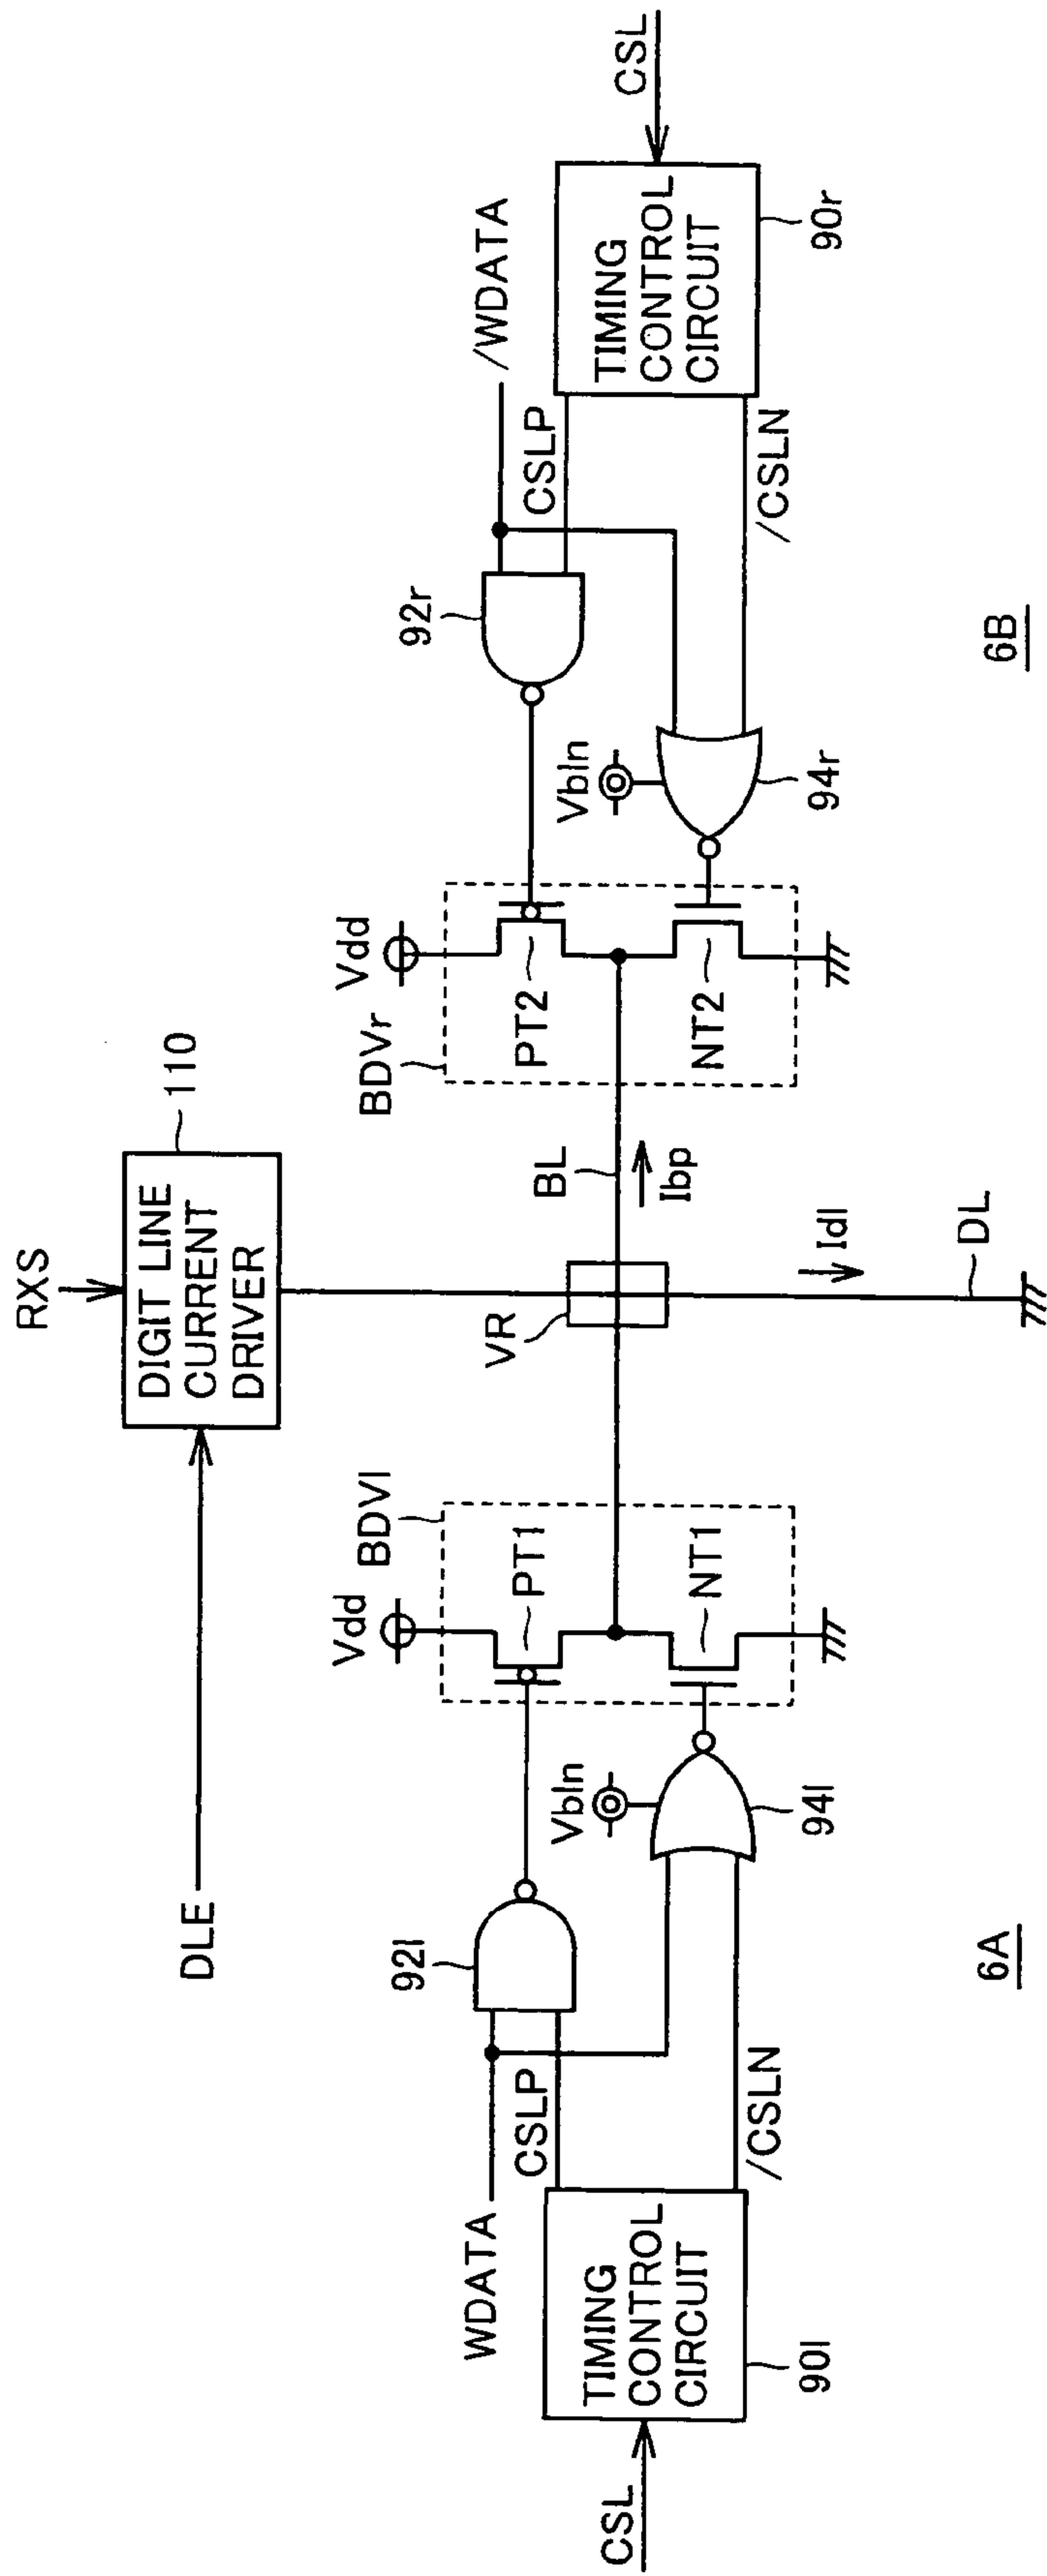 RXS
DLE
DIGIT LINE
CURRENT
DRIVER
110
BDVl
BDVr
Vdd
Vdd
WDATA
/WDATA
92l
92r
PT1
PT2
CSLP
CSLP
VR
BL
Ibp
Vbln
Vbln
CSL
TIMING
CONTROL
CIRCUIT
90l
CSL
TIMING
CONTROL
CIRCUIT
90r
NT1
NT2
/CSLN
/CSLN
94l
94r
Idl
DL
6A
6B